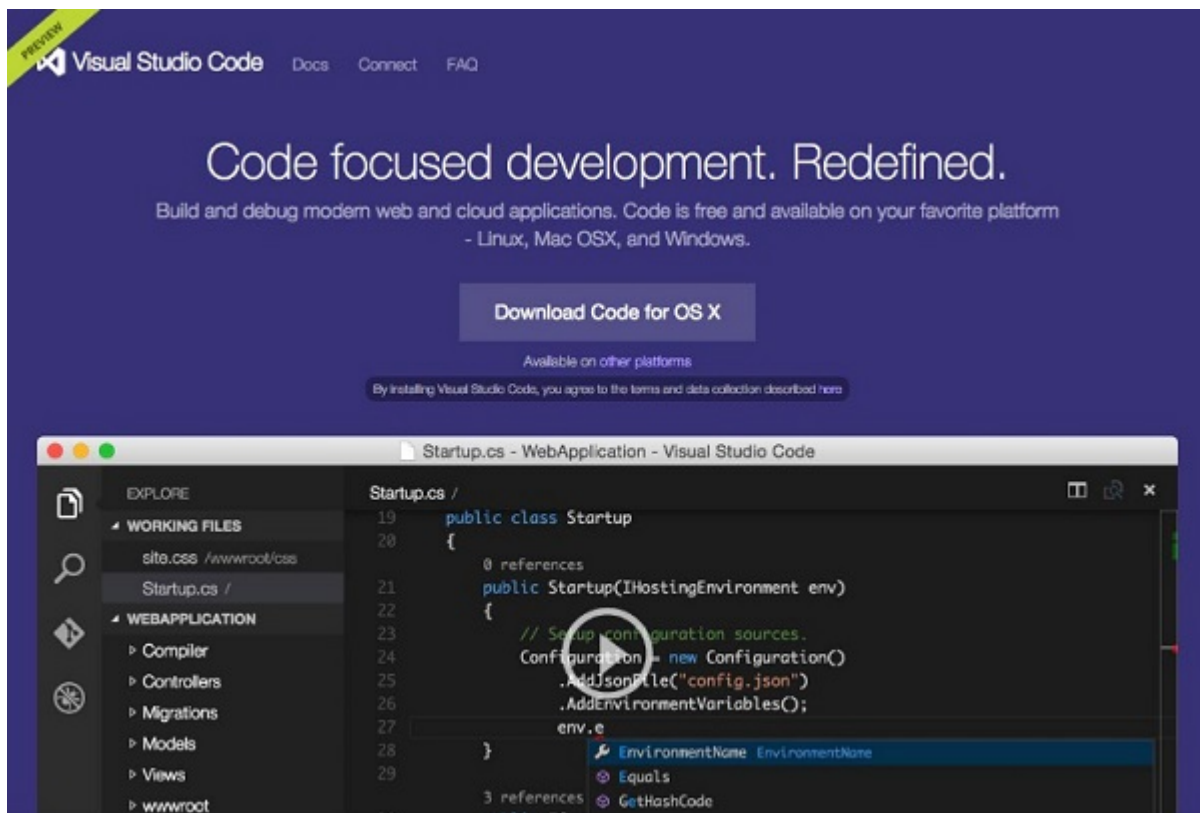 PREVIEW
Visual Studio Code Docs Connect FAQ
Code focused development. Redefined.
Build and debug modern web and cloud applications. Code is free and available on your favorite platform
- Linux, Mac OSX, and Windows.
Download Code for OS X
Available on other platforms
By installing Visual Studio Code, you agree to the terms and data collection described here
Startup.cs - WebApplication - Visual Studio Code
EXPLORE
WORKING FILES
site.css /wwwroot/css
Startup.cs /
WEBAPPLICATION
Compiler
Controllers
Migrations
Models
Views
wwwroot
Startup.cs /
19 public class Startup
20 {
0 references
21 public Startup(IHostingEnvironment env)
22 {
23 // Setup configuration sources.
24 Configuration = new Configuration()
25 .AddJsonFile("config.json")
26 .AddEnvironmentVariables();
27 env.e
28 }
29
EnvironmentName EnvironmentName
Equals
GetHashCode
3 references